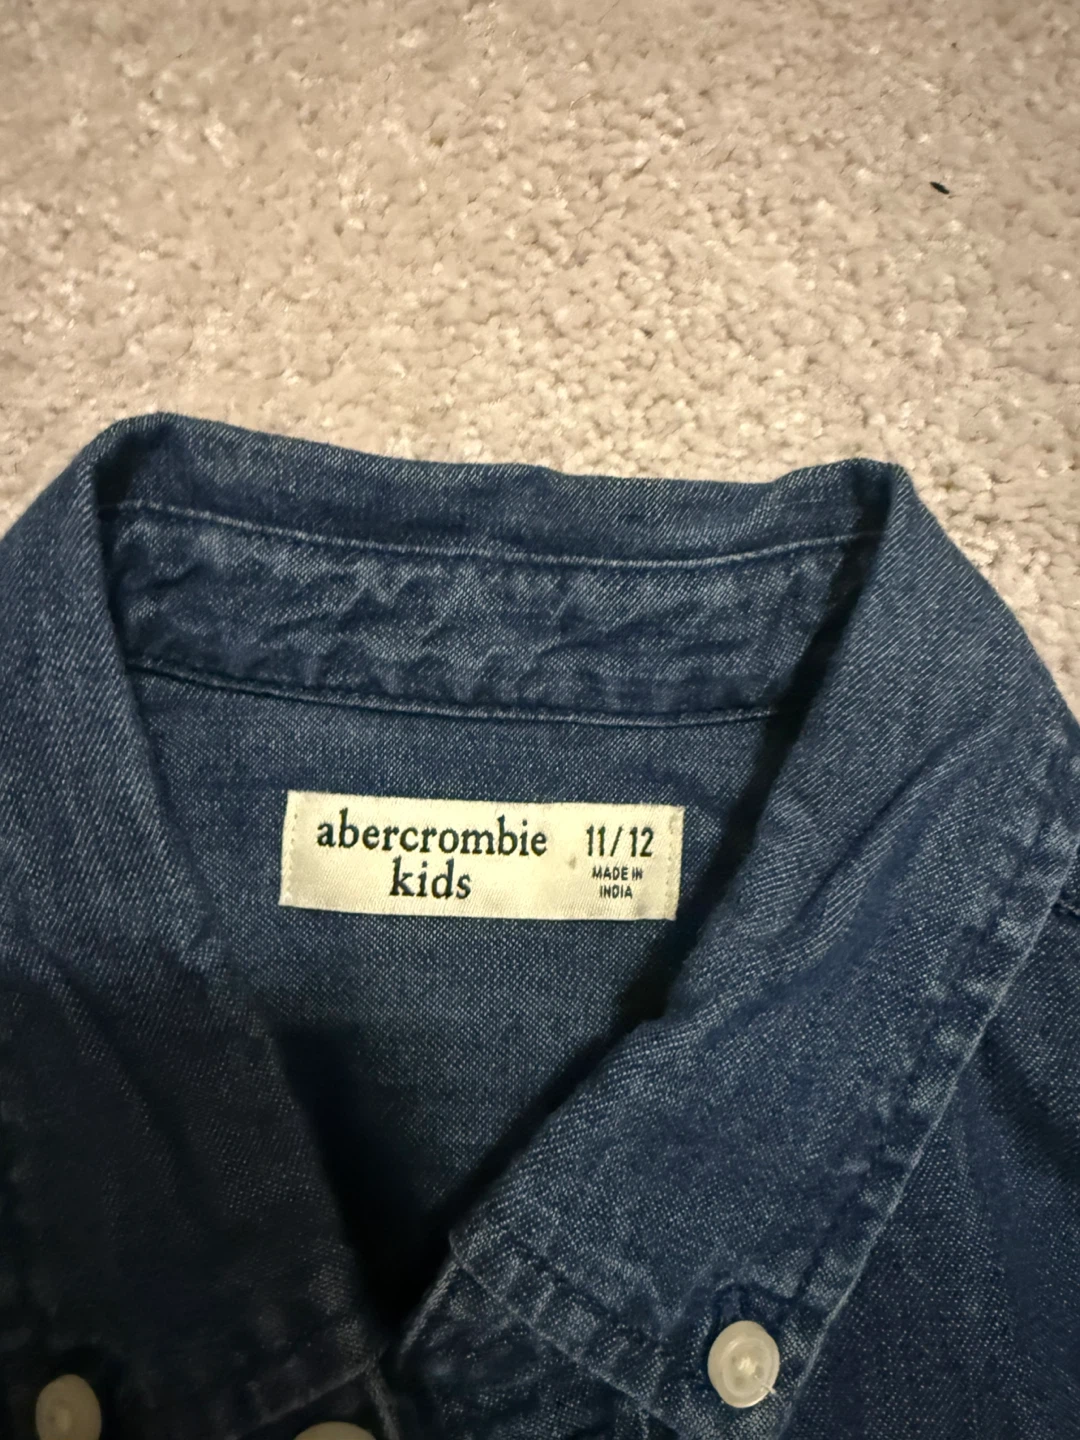 abercrombie
kids
11/12
MADE IN
INDIA